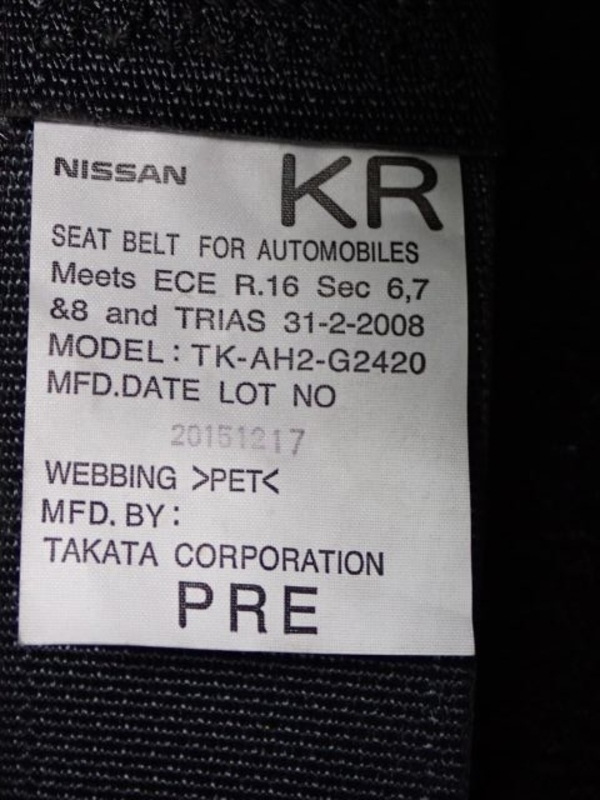 NISSAN KR
SEAT BELT FOR AUTOMOBILES
Meets ECE R.16 Sec 6,7
&8 and TRIAS 31-2-2008
MODEL : TK-AH2-G2420
MFD.DATE LOT NO
20151217
WEBBING >PET<
MFD. BY :
TAKATA CORPORATION
PRE